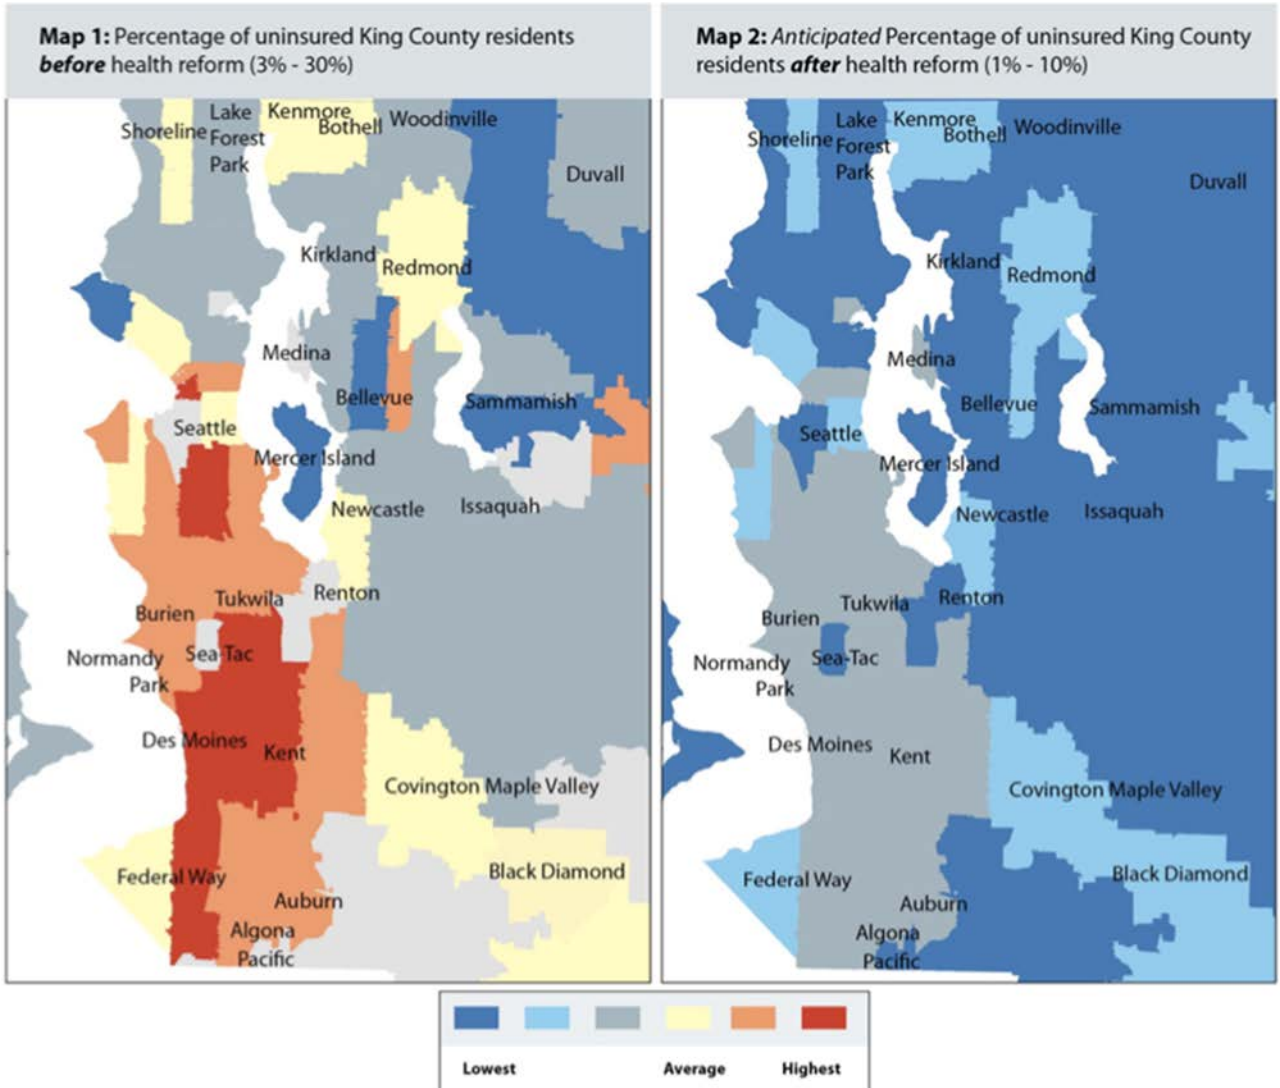 Map 1: Percentage of uninsured King County residents
before health reform (3% - 30%)
Shoreline
Lake
Forest
Park
Kenmore
Bothell
Woodinville
Duvall
Kirkland
Redmond
Medina
Bellevue
Sammamish
Seattle
Mercer Island
Newcastle
Issaquah
Renton
Tukwila
Burien
Sea-Tac
Normandy
Park
Des Moines
Kent
Covington
Maple Valley
Federal Way
Black Diamond
Auburn
Algona
Pacific
Map 2: Anticipated Percentage of uninsured King County
residents after health reform (1% - 10%)
Shoreline
Lake
Forest
Park
Kenmore
Bothell
Woodinville
Duvall
Kirkland
Redmond
Medina
Bellevue
Sammamish
Seattle
Mercer Island
Newcastle
Issaquah
Renton
Tukwila
Burien
Sea-Tac
Normandy
Park
Des Moines
Kent
Covington
Maple Valley
Federal Way
Black Diamond
Auburn
Algona
Pacific
Lowest
Average
Highest